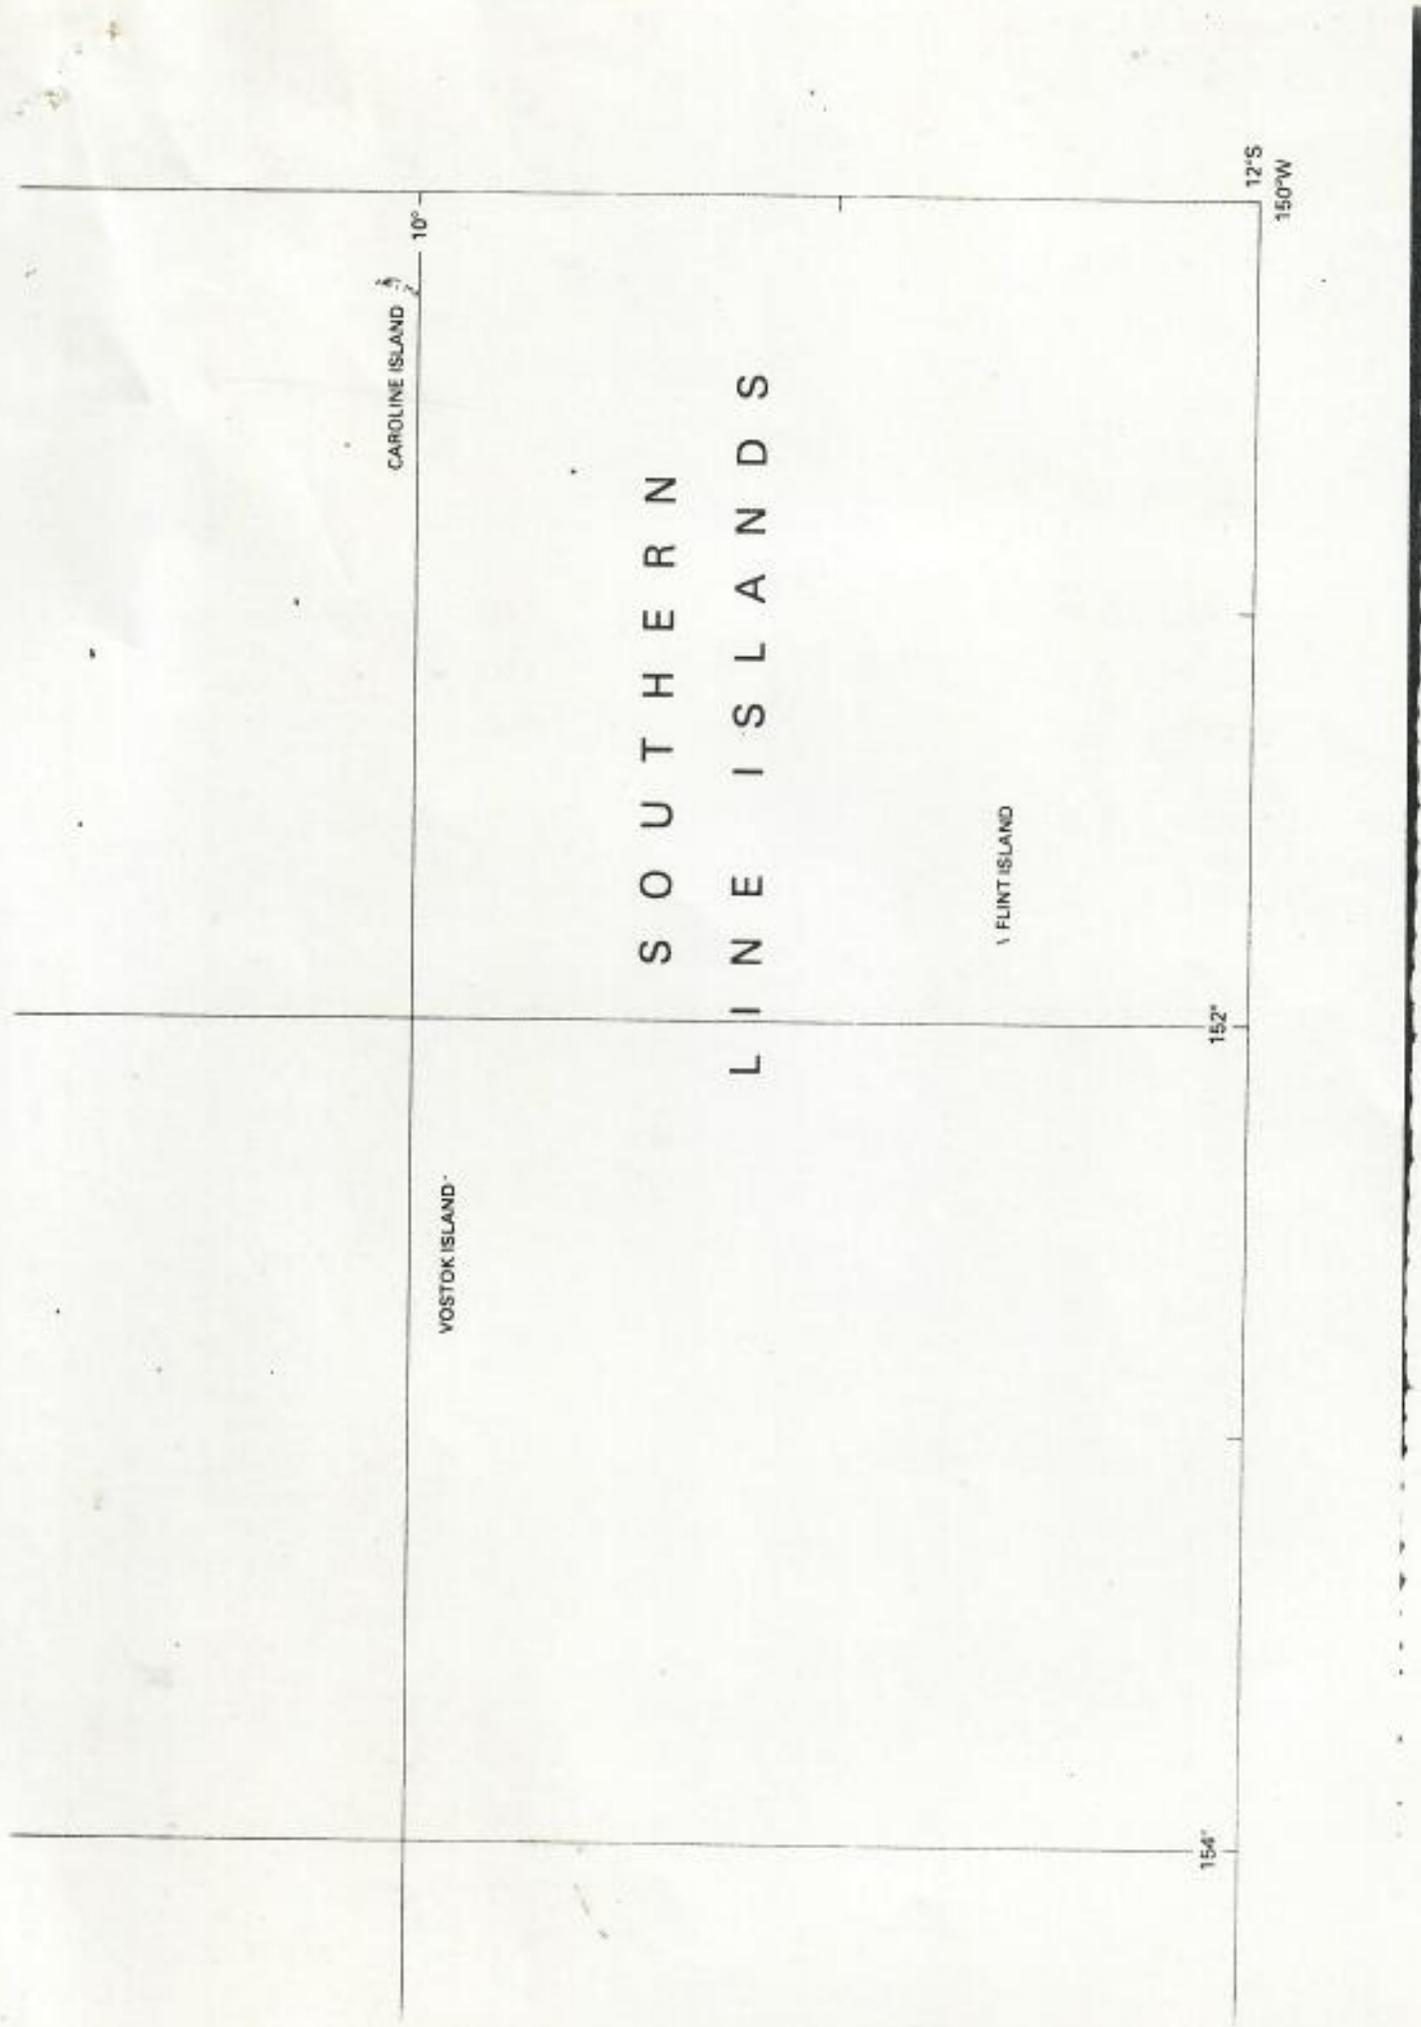 CAROLINE ISLAND
10°
VOSTOK ISLAND
SOUTHERN
LINE ISLANDS
FLINT ISLAND
154°
152°
12°S
150°W